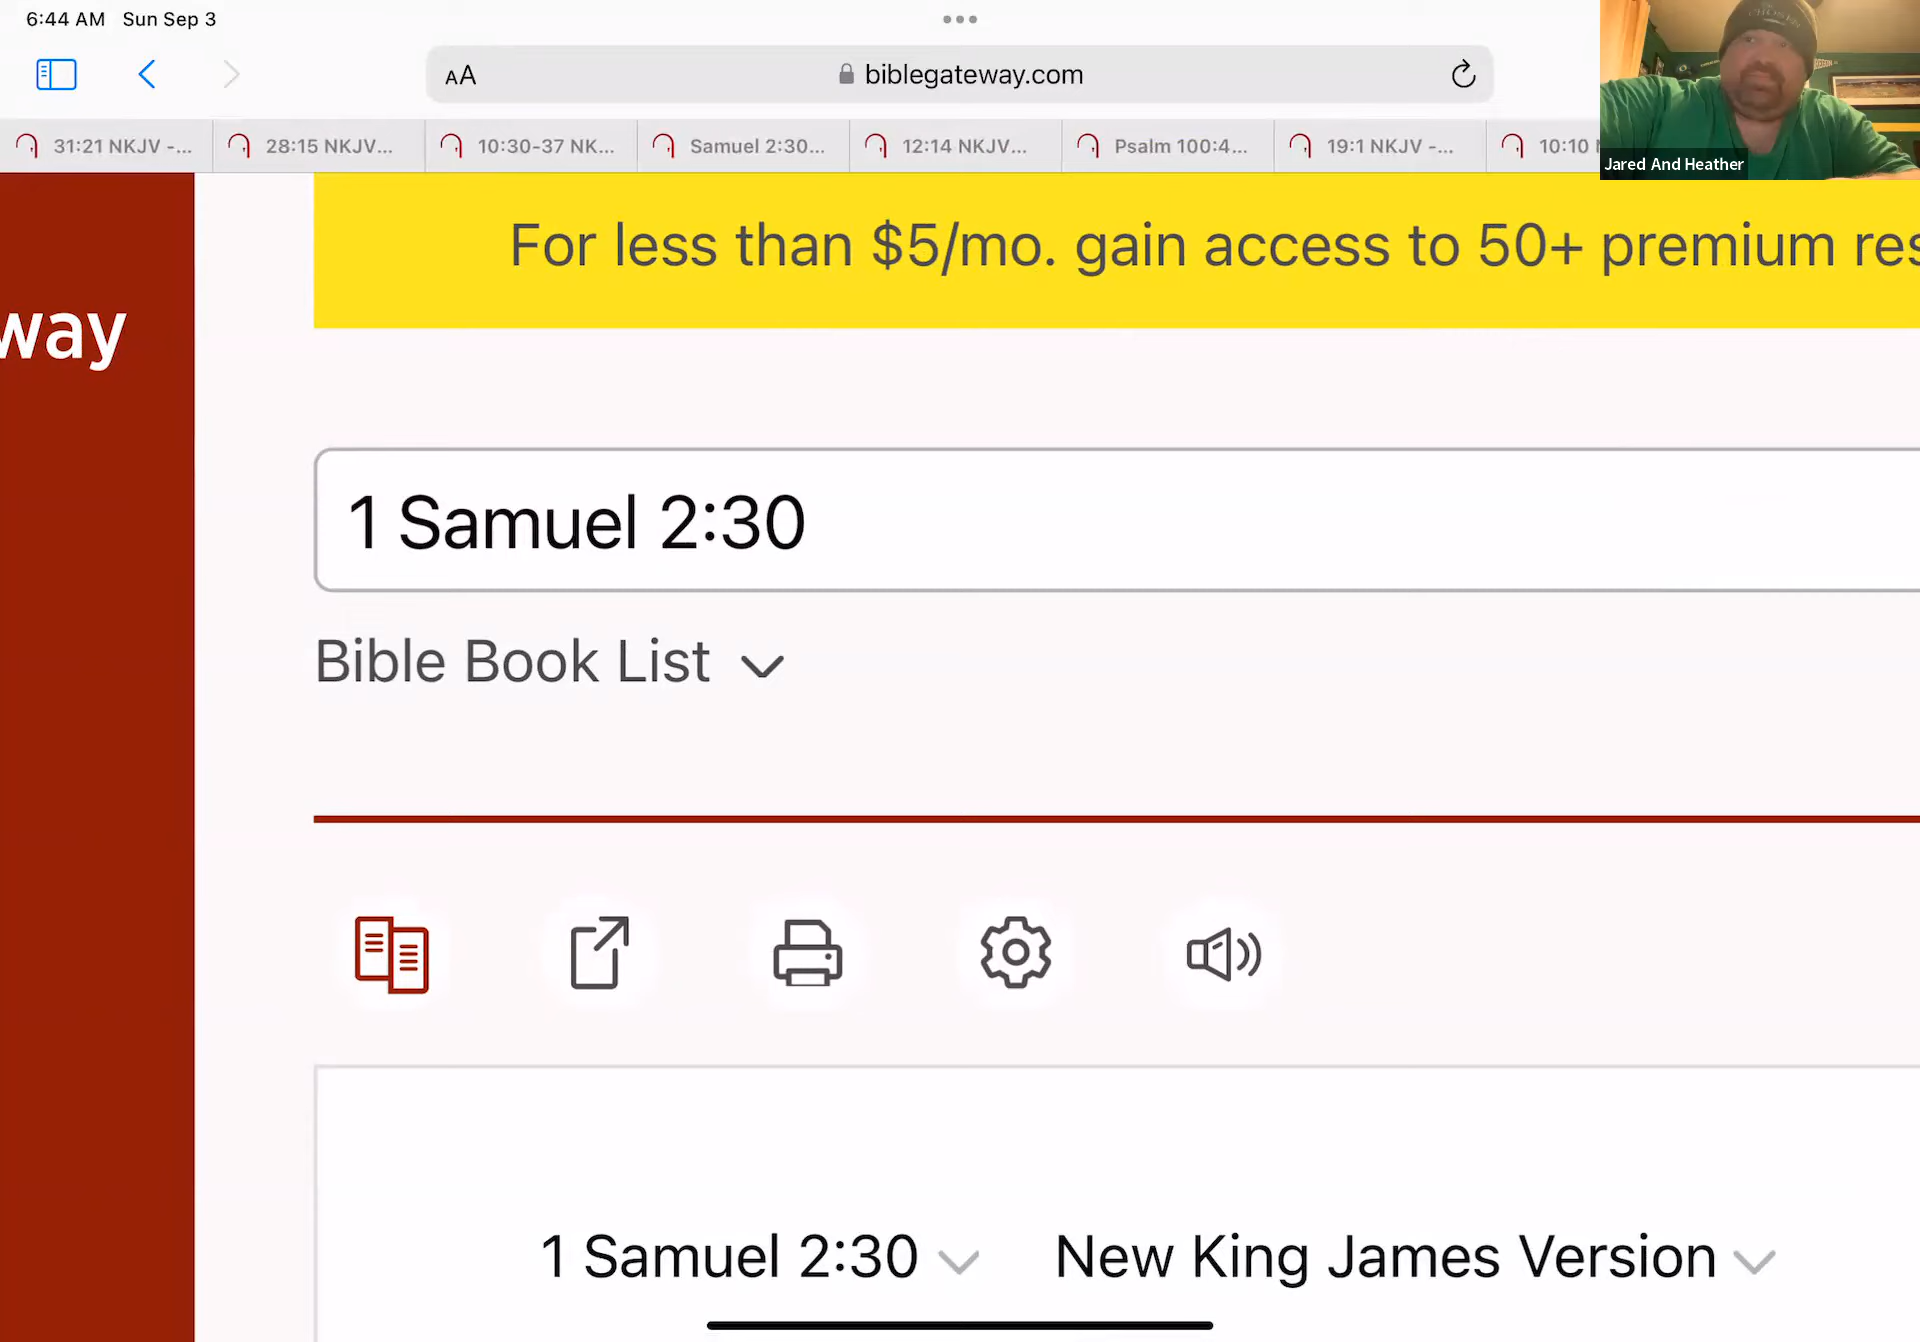 6:44 AM Sun Sep 3
AA biblegateway.com
31:21 NKJV -... 28:15 NKJV... 10:30-37 NK... Samuel 2:30... 12:14 NKJV... Psalm 100:4... 19:1 NKJV -... 10:10
CHOSEN
Jared And Heather
For less than $5/mo. gain access to 50+ premium res
way
1 Samuel 2:30
Bible Book List
1 Samuel 2:30 New King James Version